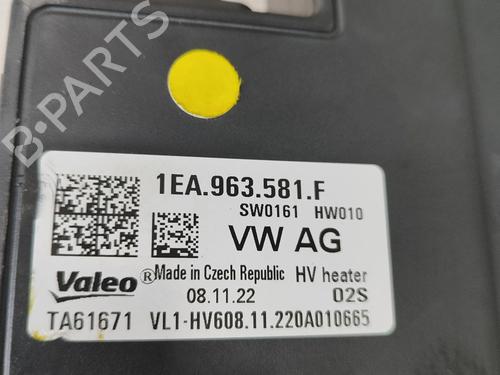 B-PARTS
1EA.963.581.F
SW0161 HW010
VW AG
Valeo® Made in Czech Republic HV heater
08.11.22 02S
TA61671 VL1-HV608.11.220A010665